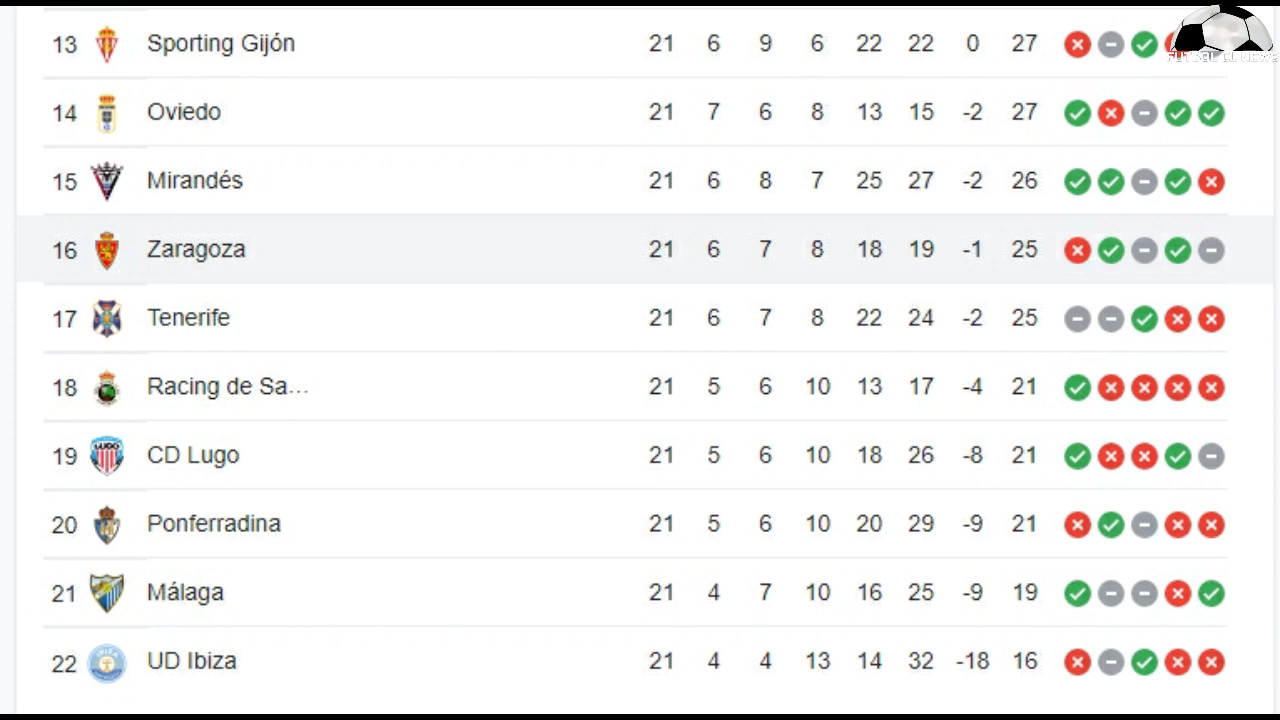 13 Sporting Gijón 21 6 9 6 22 22 0 27
FUTBOL CL NEWS
14 Oviedo 21 7 6 8 13 15 -2 27
15 Mirandés 21 6 8 7 25 27 -2 26
16 Zaragoza 21 6 7 8 18 19 -1 25
17 Tenerife 21 6 7 8 22 24 -2 25
18 Racing de Sa... 21 5 6 10 13 17 -4 21
19 CD Lugo 21 5 6 10 18 26 -8 21
LUGO
20 Ponferradina 21 5 6 10 20 29 -9 21
21 Málaga 21 4 7 10 16 25 -9 19
22 UD Ibiza 21 4 4 13 14 32 -18 16
IBIZA